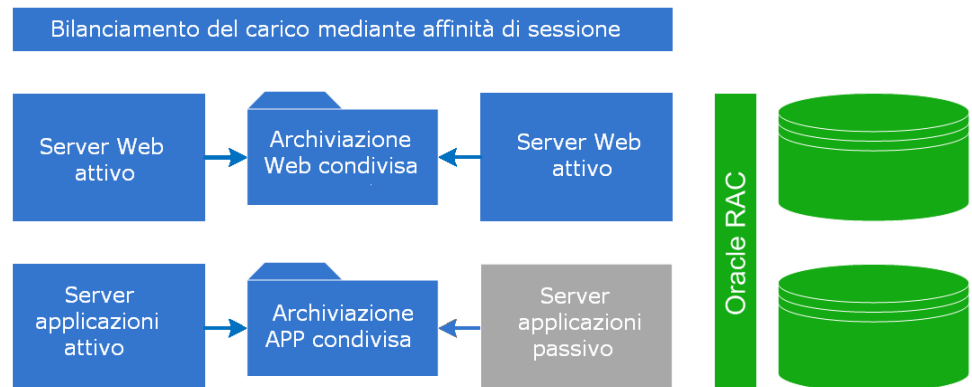 Bilanciamento del carico mediante affinità di sessione
Server Web
attivo
Archiviazione
Web condivisa
Server Web
attivo
Server
applicazioni
attivo
Archiviazione
APP condivisa
Server
applicazioni
passivo
Oracle RAC